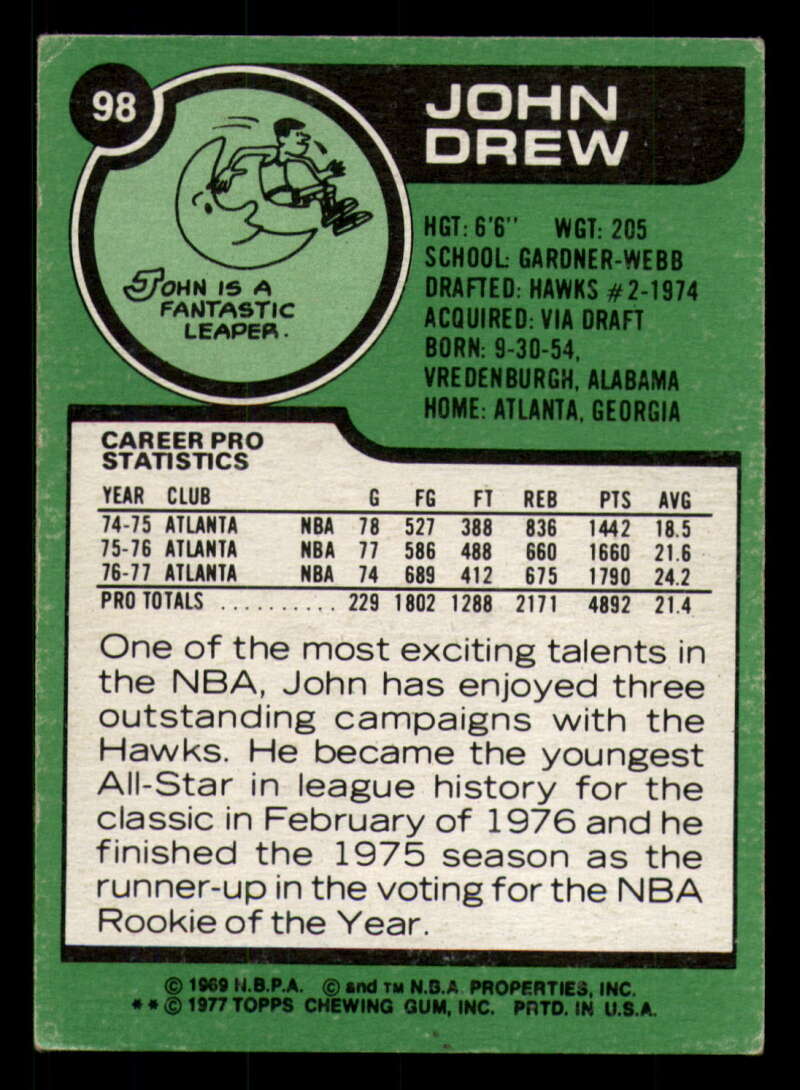 98
JOHN
DREW
JOHN IS A
FANTASTIC
LEAPER.
HGT: 6'6" WGT: 205
SCHOOL: GARDNER-WEBB
DRAFTED: HAWKS #2-1974
ACQUIRED: VIA DRAFT
BORN: 9-30-54,
VREDENBURGH, ALABAMA
HOME: ATLANTA, GEORGIA
CAREER PRO
STATISTICS
YEAR CLUB G FG FT REB PTS AVG
74-75 ATLANTA NBA 78 527 388 836 1442 18.5
75-76 ATLANTA NBA 77 586 488 660 1660 21.6
76-77 ATLANTA NBA 74 689 412 675 1790 24.2
PRO TOTALS .......... 229 1802 1288 2171 4892 21.4
One of the most exciting talents in
the NBA, John has enjoyed three
outstanding campaigns with the
Hawks. He became the youngest
All-Star in league history for the
classic in February of 1976 and he
finished the 1975 season as the
runner-up in the voting for the NBA
Rookie of the Year.
© 1969 N.B.P.A. © and TM N.B.A. PROPERTIES, INC.
**© 1977 TOPPS CHEWING GUM, INC. PRTD. IN U.S.A.